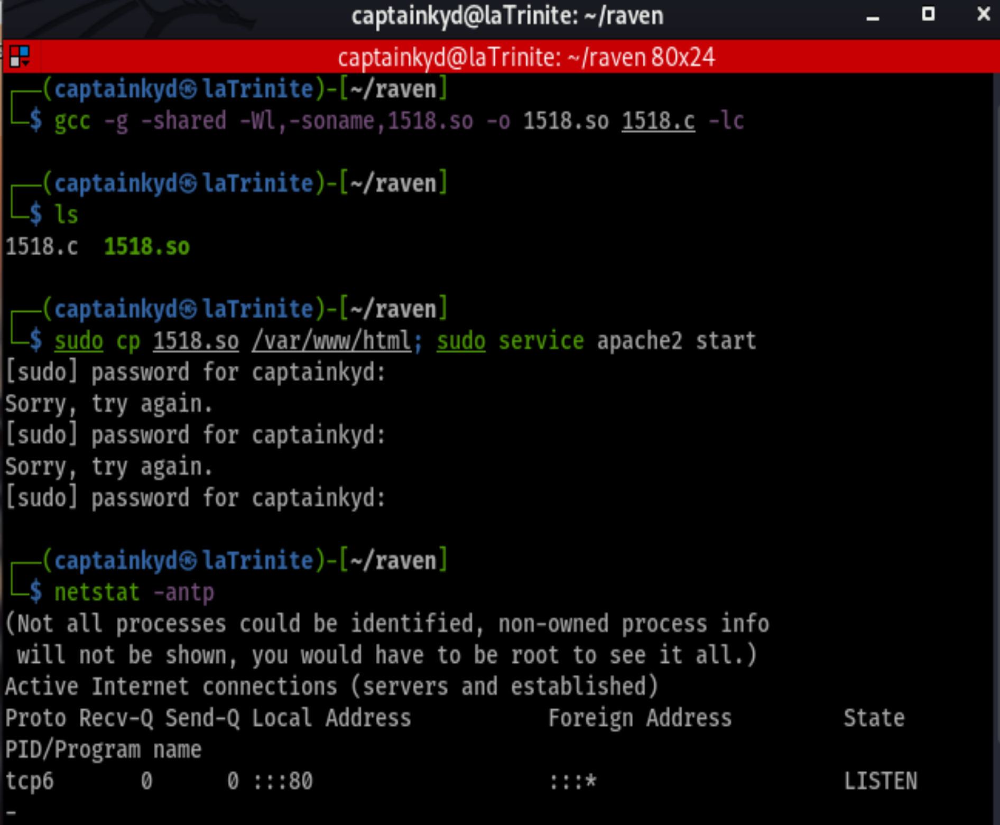 captainkyd@laTrinite: ~/raven
captainkyd@laTrinite: ~/raven 80x24
┌──(captainkyd㉿laTrinite)-[~/raven]
└─$ gcc -g -shared -Wl,-soname,1518.so -o 1518.so 1518.c -lc
┌──(captainkyd㉿laTrinite)-[~/raven]
└─$ ls
1518.c  1518.so
┌──(captainkyd㉿laTrinite)-[~/raven]
└─$ sudo cp 1518.so /var/www/html; sudo service apache2 start
[sudo] password for captainkyd:
Sorry, try again.
[sudo] password for captainkyd:
Sorry, try again.
[sudo] password for captainkyd:
┌──(captainkyd㉿laTrinite)-[~/raven]
└─$ netstat -antp
(Not all processes could be identified, non-owned process info
 will not be shown, you would have to be root to see it all.)
Active Internet connections (servers and established)
Proto Recv-Q Send-Q Local Address           Foreign Address         State
PID/Program name
tcp6       0      0 :::80                   :::*                    LISTEN
-